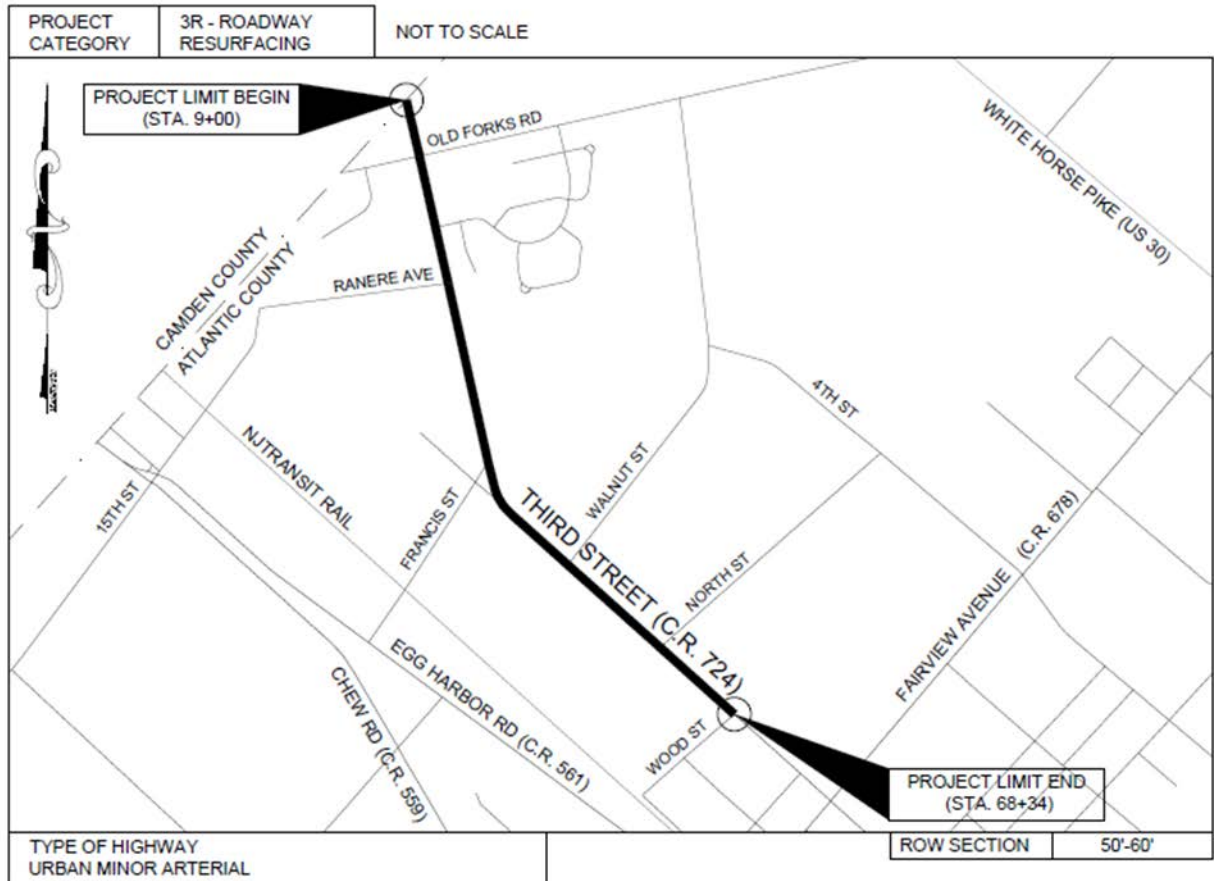 PROJECT
CATEGORY
3R - ROADWAY
RESURFACING
NOT TO SCALE
PROJECT LIMIT BEGIN
(STA. 9+00)
OLD FORKS RD
WHITE HORSE PIKE (US 30)
CAMDEN COUNTY
ATLANTIC COUNTY
RANERE AVE
4TH ST
NJTRANSIT RAIL
15TH ST
FRANCIS ST
WALNUT ST
THIRD STREET (C.R. 724)
NORTH ST
FAIRVIEW AVENUE (C.R. 678)
EGG HARBOR RD (C.R. 561)
CHEW RD (C.R. 559)
WOOD ST
PROJECT LIMIT END
(STA. 68+34)
TYPE OF HIGHWAY
URBAN MINOR ARTERIAL
ROW SECTION
50'-60'